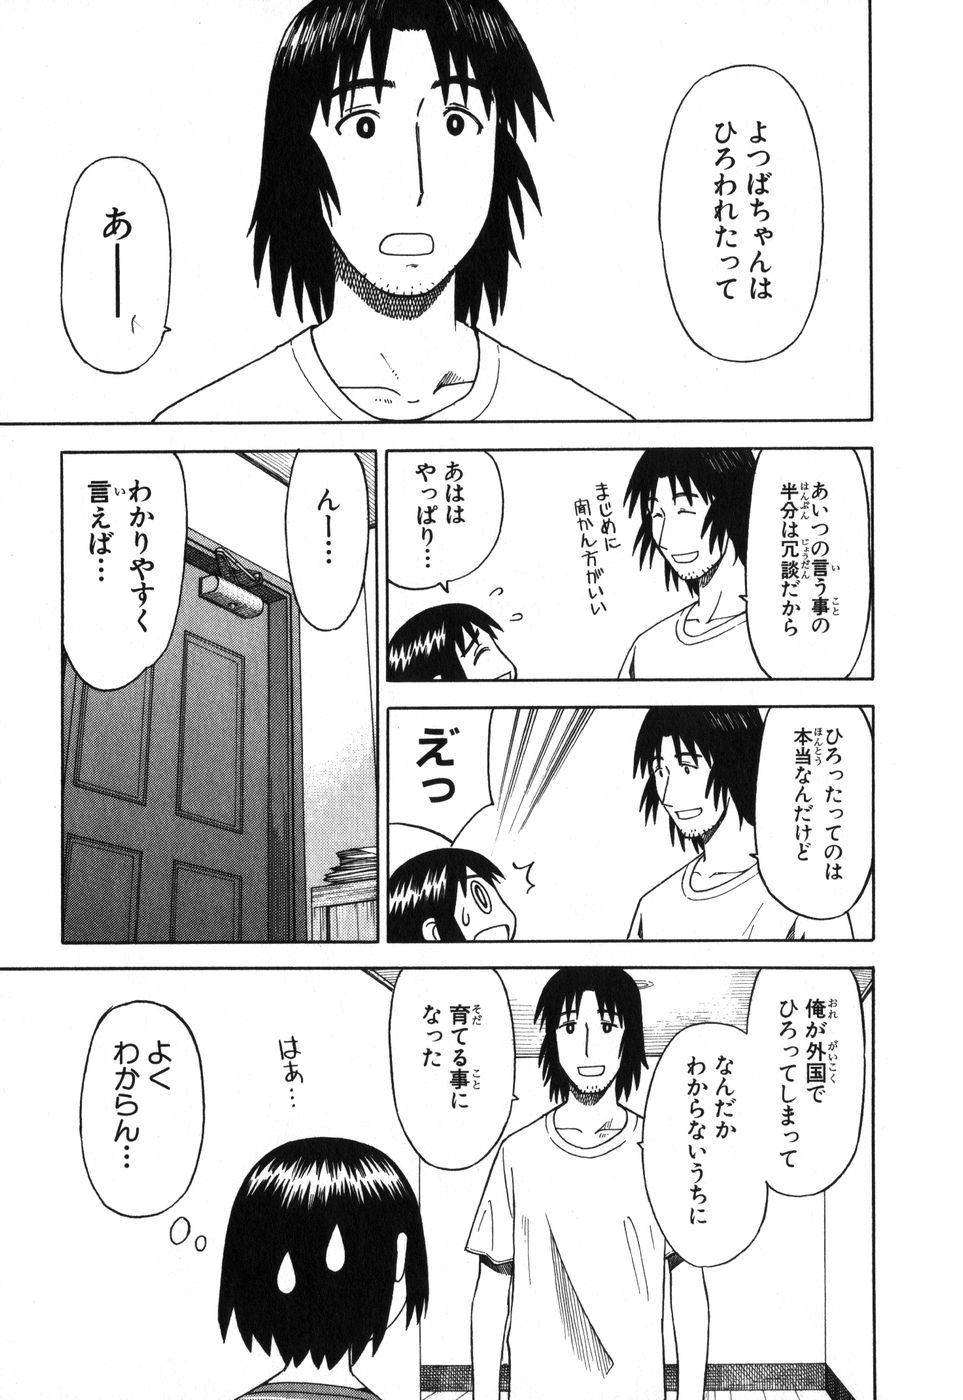 よつばちゃんは
ひろわれたって
あーー
あいつの言う事の
半分は冗談だから
まじめに
聞かん方がいい
あはは
やっぱり…
ひろったってのは
本当なんだけど
え゛っ
んー…
わかりやすく
言えば…
俺が外国で
ひろってしまって
なんだか
わからないうちに
育てる事に
なった
はぁ…
よく
わからん…